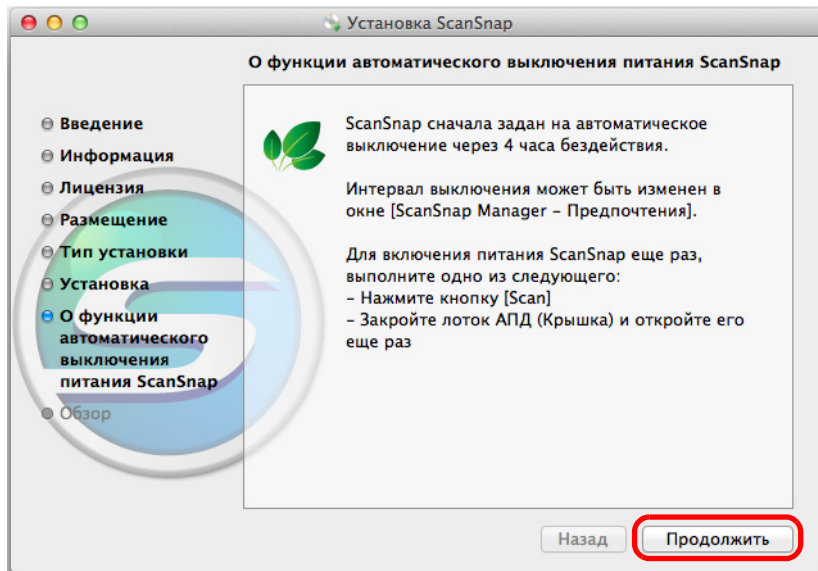 Установка ScanSnap
О функции автоматического выключения питания ScanSnap
Введение
Информация
Лицензия
Размещение
Тип установки
Установка
О функции
автоматического
выключения
питания ScanSnap
Обзор
ScanSnap сначала задан на автоматическое
выключение через 4 часа бездействия.
Интервал выключения может быть изменен в
окне [ScanSnap Manager – Предпочтения].
Для включения питания ScanSnap еще раз,
выполните одно из следующего:
– Нажмите кнопку [Scan]
– Закройте лоток АПД (Крышка) и откройте его
еще раз
Назад
Продолжить